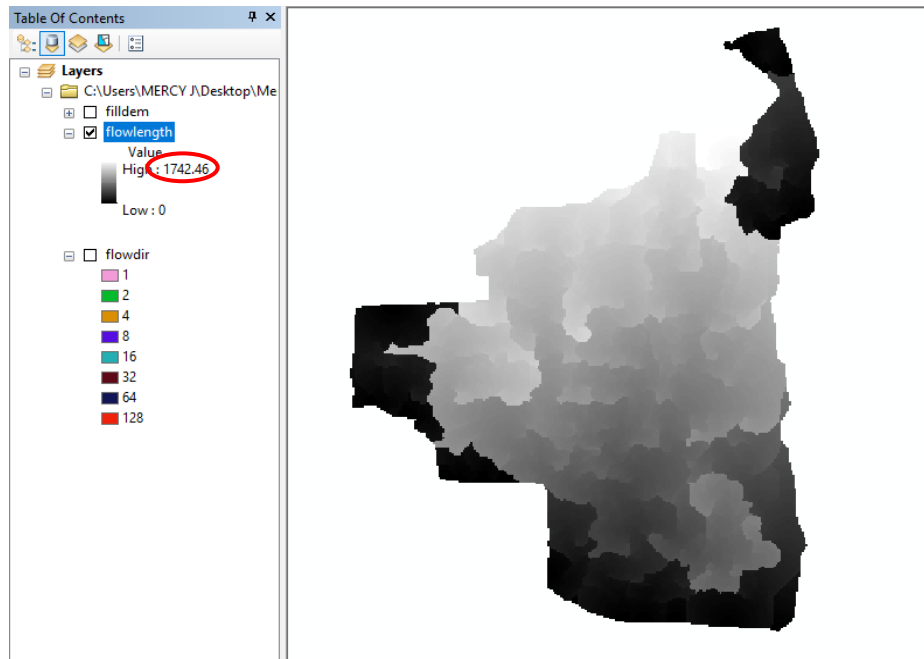 Table Of Contents
Layers
C:\Users\MERCY J\Desktop\Me
filldem
flowlength
Value
High : 1742.46
Low : 0
flowdir
1
2
4
8
16
32
64
128